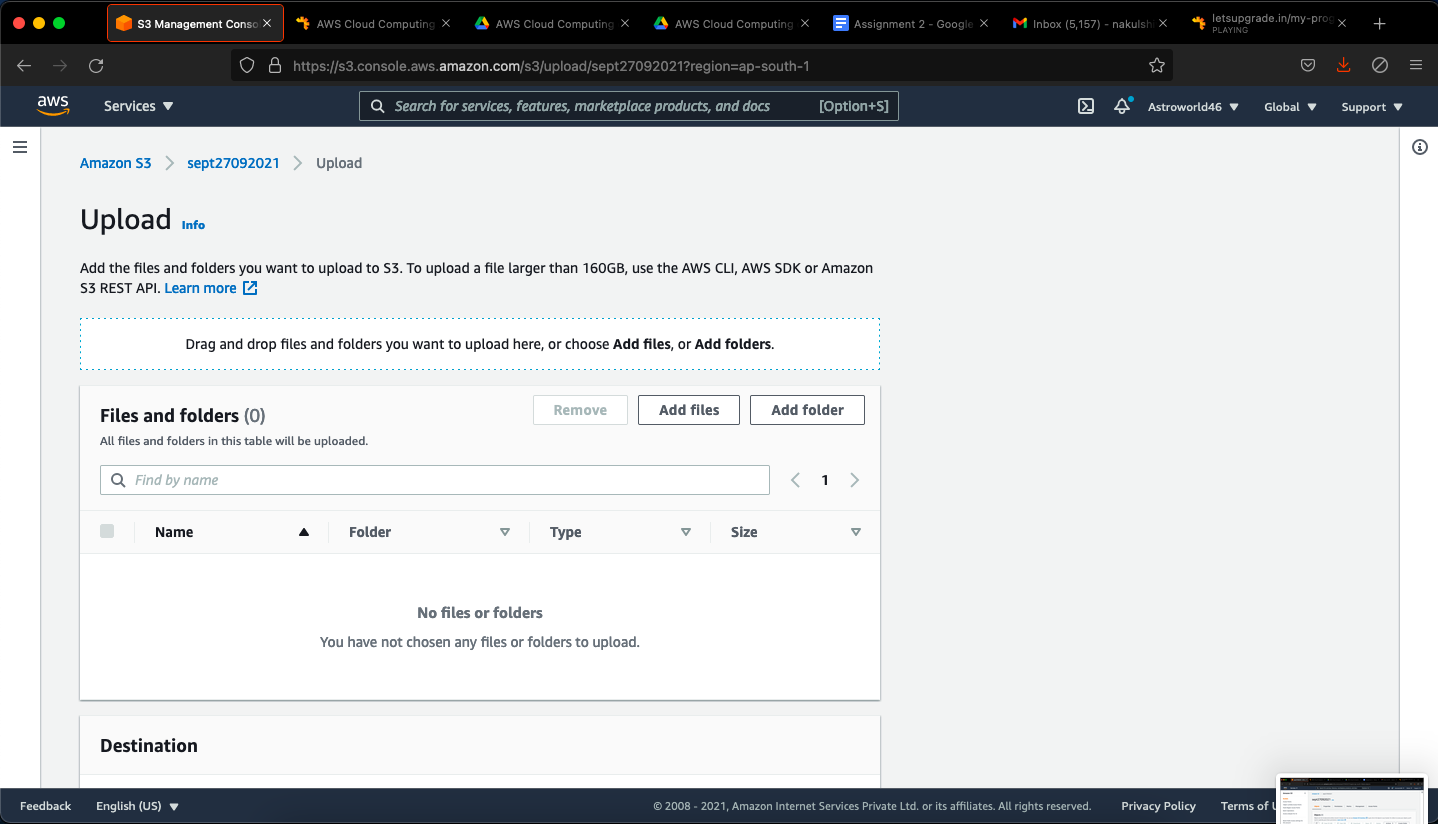 S3 Management Conso
AWS Cloud Computing
AWS Cloud Computing
AWS Cloud Computing
Assignment 2 - Google
Inbox (5,157) - nakulsh
letsupgrade.in/my-prog
PLAYING
https://s3.console.aws.amazon.com/s3/upload/sept27092021?region=ap-south-1
aws
Services
Search for services, features, marketplace products, and docs
[Option+S]
Astroworld46
Global
Support
Amazon S3
sept27092021
Upload
Upload
Info
Add the files and folders you want to upload to S3. To upload a file larger than 160GB, use the AWS CLI, AWS SDK or Amazon
S3 REST API. Learn more
Drag and drop files and folders you want to upload here, or choose Add files, or Add folders.
Files and folders (0)
Remove
Add files
Add folder
All files and folders in this table will be uploaded.
Find by name
1
Name
Folder
Type
Size
No files or folders
You have not chosen any files or folders to upload.
Destination
Feedback
English (US)
© 2008 - 2021, Amazon Internet Services Private Ltd. or its affiliates. All rights reserved.
Privacy Policy
Terms of